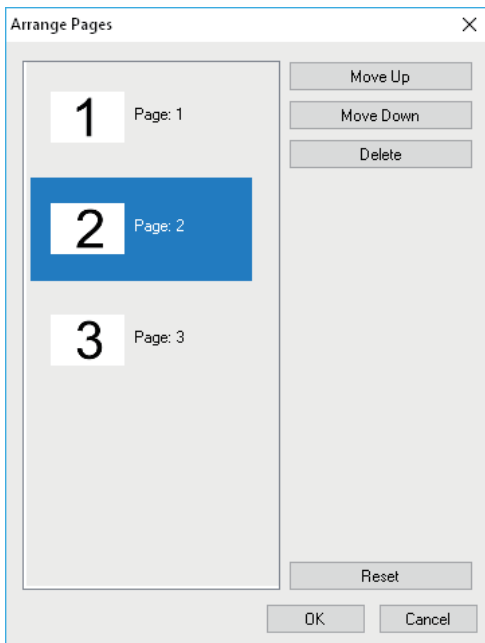 Arrange Pages
1 Page: 1
2 Page: 2
3 Page: 3
Move Up
Move Down
Delete
Reset
OK Cancel